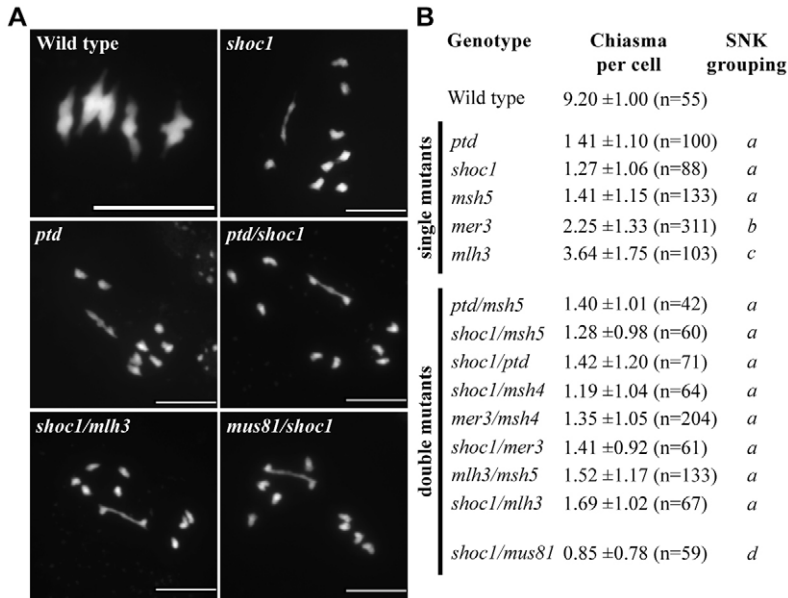 A
Wild type
shoc1
ptd
ptd/shoc1
shoc1/mlh3
mus81/shoc1
B
Genotype Chiasma per cell SNK grouping
Wild type 9.20 ±1.00 (n=55)
single mutants
ptd 1 41 ±1.10 (n=100) a
shoc1 1.27 ±1.06 (n=88) a
msh5 1.41 ±1.15 (n=133) a
mer3 2.25 ±1.33 (n=311) b
mlh3 3.64 ±1.75 (n=103) c
double mutants
ptd/msh5 1.40 ±1.01 (n=42) a
shoc1/msh5 1.28 ±0.98 (n=60) a
shoc1/ptd 1.42 ±1.20 (n=71) a
shoc1/msh4 1.19 ±1.04 (n=64) a
mer3/msh4 1.35 ±1.05 (n=204) a
shoc1/mer3 1.41 ±0.92 (n=61) a
mlh3/msh5 1.52 ±1.17 (n=133) a
shoc1/mlh3 1.69 ±1.02 (n=67) a
shoc1/mus81 0.85 ±0.78 (n=59) d